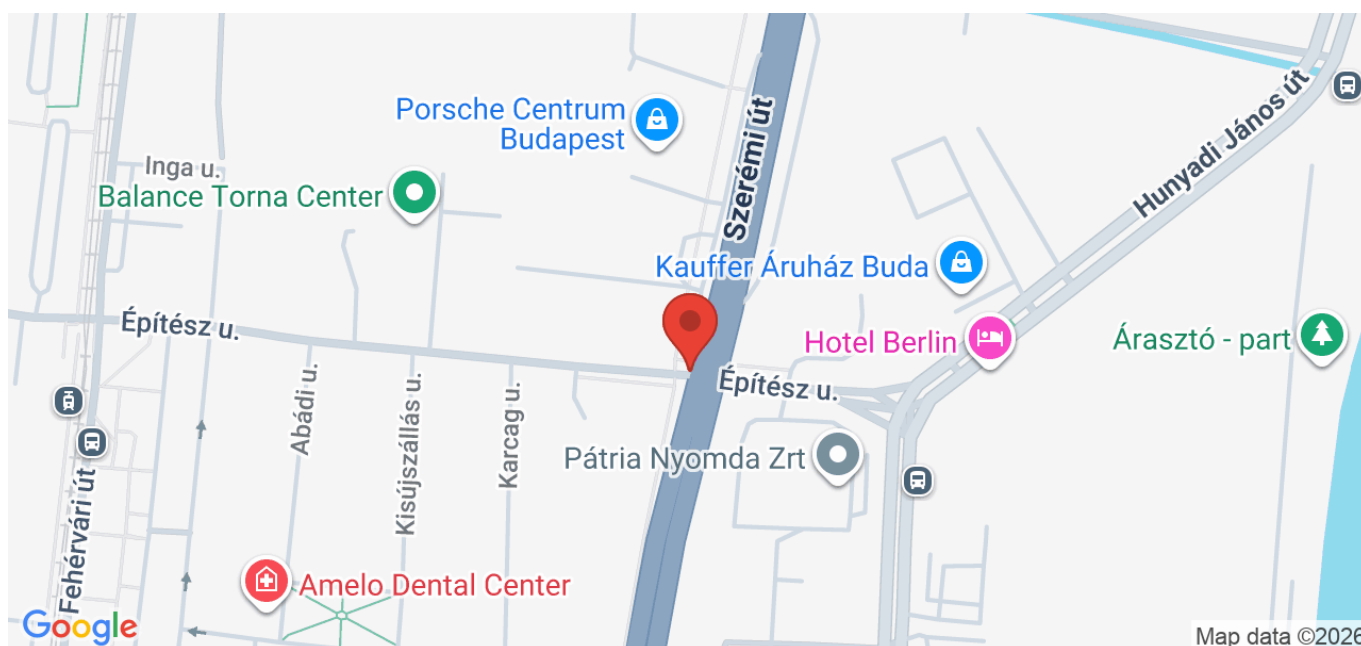 Porsche Centrum
Budapest
Szerémi út
Hunyadi János út
Inga u.
Balance Torna Center
Kauffer Áruház Buda
Építész u.
Hotel Berlin
Árasztó - part
Építész u.
Abádi u.
Kisújszállás u.
Karcag u.
Pátria Nyomda Zrt
Fehérvári út
Amelo Dental Center
Google
Map data ©2026